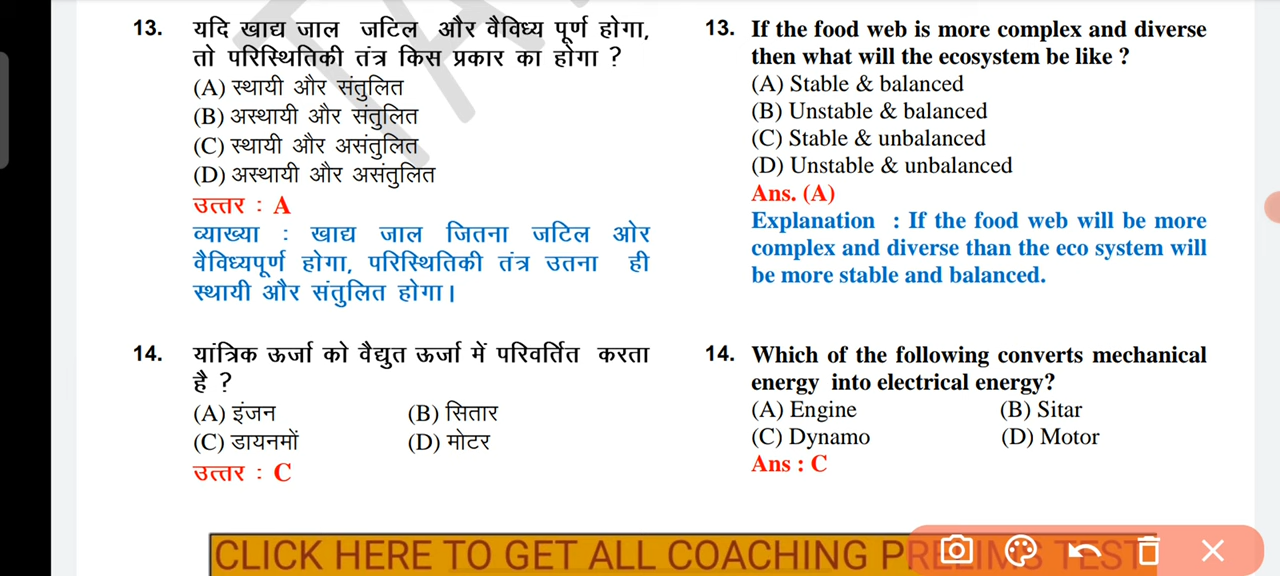 13. यदि खाद्य जाल जटिल और वैविध्य पूर्ण होगा,
तो परिस्थितिकी तंत्र किस प्रकार का होगा ?
(A) स्थायी और संतुलित
(B) अस्थायी और संतुलित
(C) स्थायी और असंतुलित
(D) अस्थायी और असंतुलित
उत्तर : A
व्याख्या : खाद्य जाल जितना जटिल ओर
वैविध्यपूर्ण होगा, परिस्थितिकी तंत्र उतना ही
स्थायी और संतुलित होगा।
14. यांत्रिक ऊर्जा को वैद्युत ऊर्जा में परिवर्तित करता
है ?
(A) इंजन (B) सितार
(C) डायनमों (D) मोटर
उत्तर : C
13. If the food web is more complex and diverse
then what will the ecosystem be like ?
(A) Stable & balanced
(B) Unstable & balanced
(C) Stable & unbalanced
(D) Unstable & unbalanced
Ans. (A)
Explanation : If the food web will be more
complex and diverse than the eco system will
be more stable and balanced.
14. Which of the following converts mechanical
energy into electrical energy?
(A) Engine (B) Sitar
(C) Dynamo (D) Motor
Ans : C
CLICK HERE TO GET ALL COACHING PRELIMS TEST